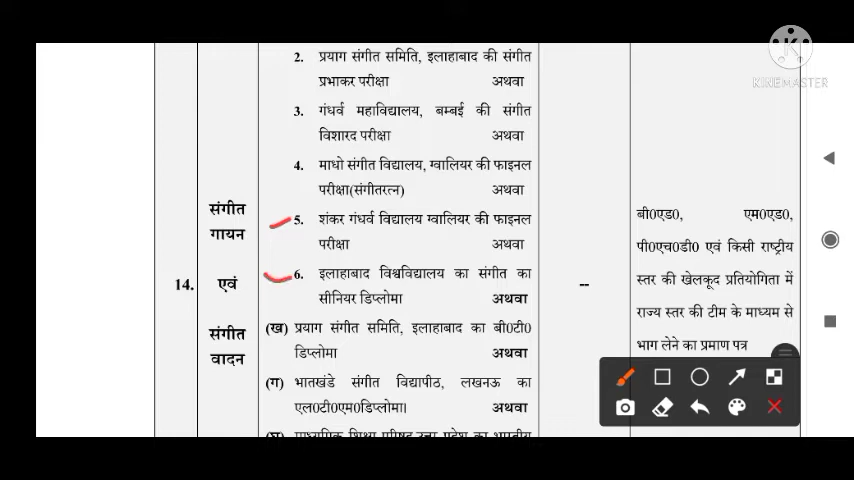 2. प्रयाग संगीत समिति, इलाहाबाद की संगीत
प्रभाकर परीक्षा अथवा
3. गंधर्व महाविद्यालय, बम्बई की संगीत
विशारद परीक्षा अथवा
4. माधो संगीत विद्यालय, ग्वालियर की फाइनल
परीक्षा(संगीतरत्न) अथवा
5. शंकर गंधर्व विद्यालय ग्वालियर की फाइनल
परीक्षा अथवा
6. इलाहाबाद विश्वविद्यालय का संगीत का
सीनियर डिप्लोमा अथवा
(ख) प्रयाग संगीत समिति, इलाहाबाद का बी0टी0
डिप्लोमा अथवा
(ग) भातखंडे संगीत विद्यापीठ, लखनऊ का
एल0टी0एम0डिप्लोमा। अथवा
14.
संगीत
गायन
एवं
संगीत
वादन
--
बी0एड0, एम0एड0,
पी0एच0डी0 एवं किसी राष्ट्रीय
स्तर की खेलकूद प्रतियोगिता में
राज्य स्तर की टीम के माध्यम से
भाग लेने का प्रमाण पत्र
K
KINEMASTER